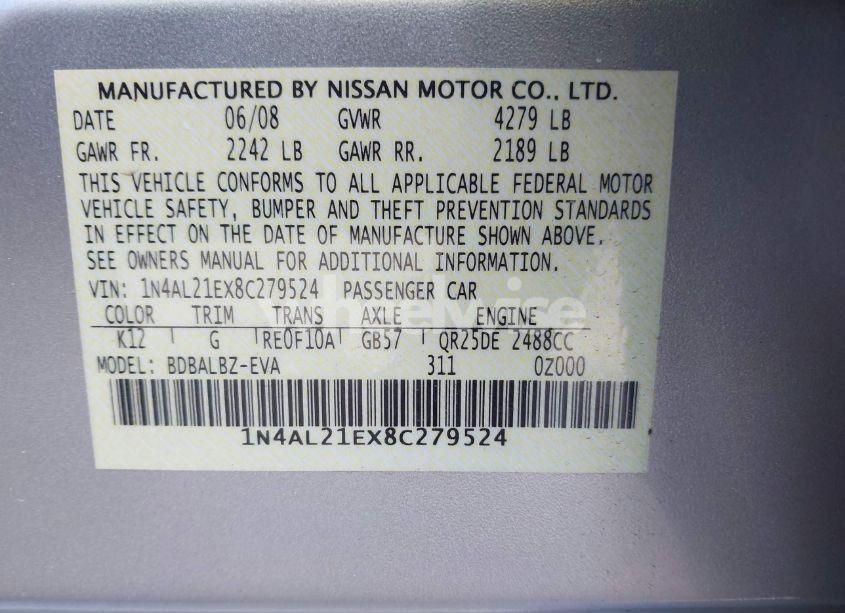 MANUFACTURED BY NISSAN MOTOR CO., LTD.
DATE 06/08 GVWR 4279 LB
GAWR FR. 2242 LB GAWR RR. 2189 LB
THIS VEHICLE CONFORMS TO ALL APPLICABLE FEDERAL MOTOR
VEHICLE SAFETY, BUMPER AND THEFT PREVENTION STANDARDS
IN EFFECT ON THE DATE OF MANUFACTURE SHOWN ABOVE.
SEE OWNERS MANUAL FOR ADDITIONAL INFORMATION.
VIN: 1N4AL21EX8C279524 PASSENGER CAR
Wheelwise
COLOR TRIM TRANS AXLE ENGINE
K12 G RE0F10A GB57 QR25DE 2488CC
MODEL: BDBALBZ-EVA 311 0Z000
1N4AL21EX8C279524